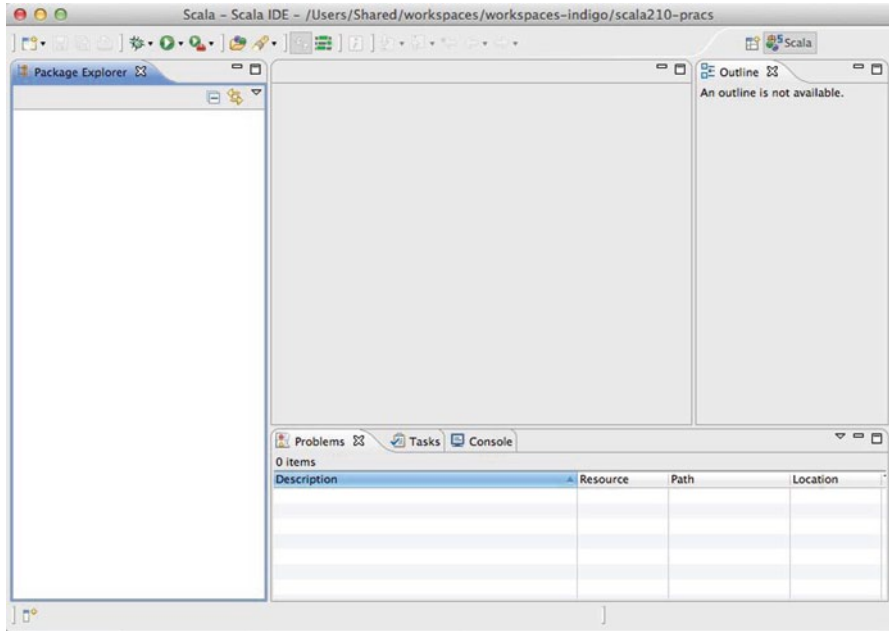 Scala – Scala IDE – /Users/Shared/workspaces/workspaces-indigo/scala210-pracs
Scala
Package Explorer
Outline
An outline is not available.
Problems
Tasks
Console
0 items
Description
Resource
Path
Location